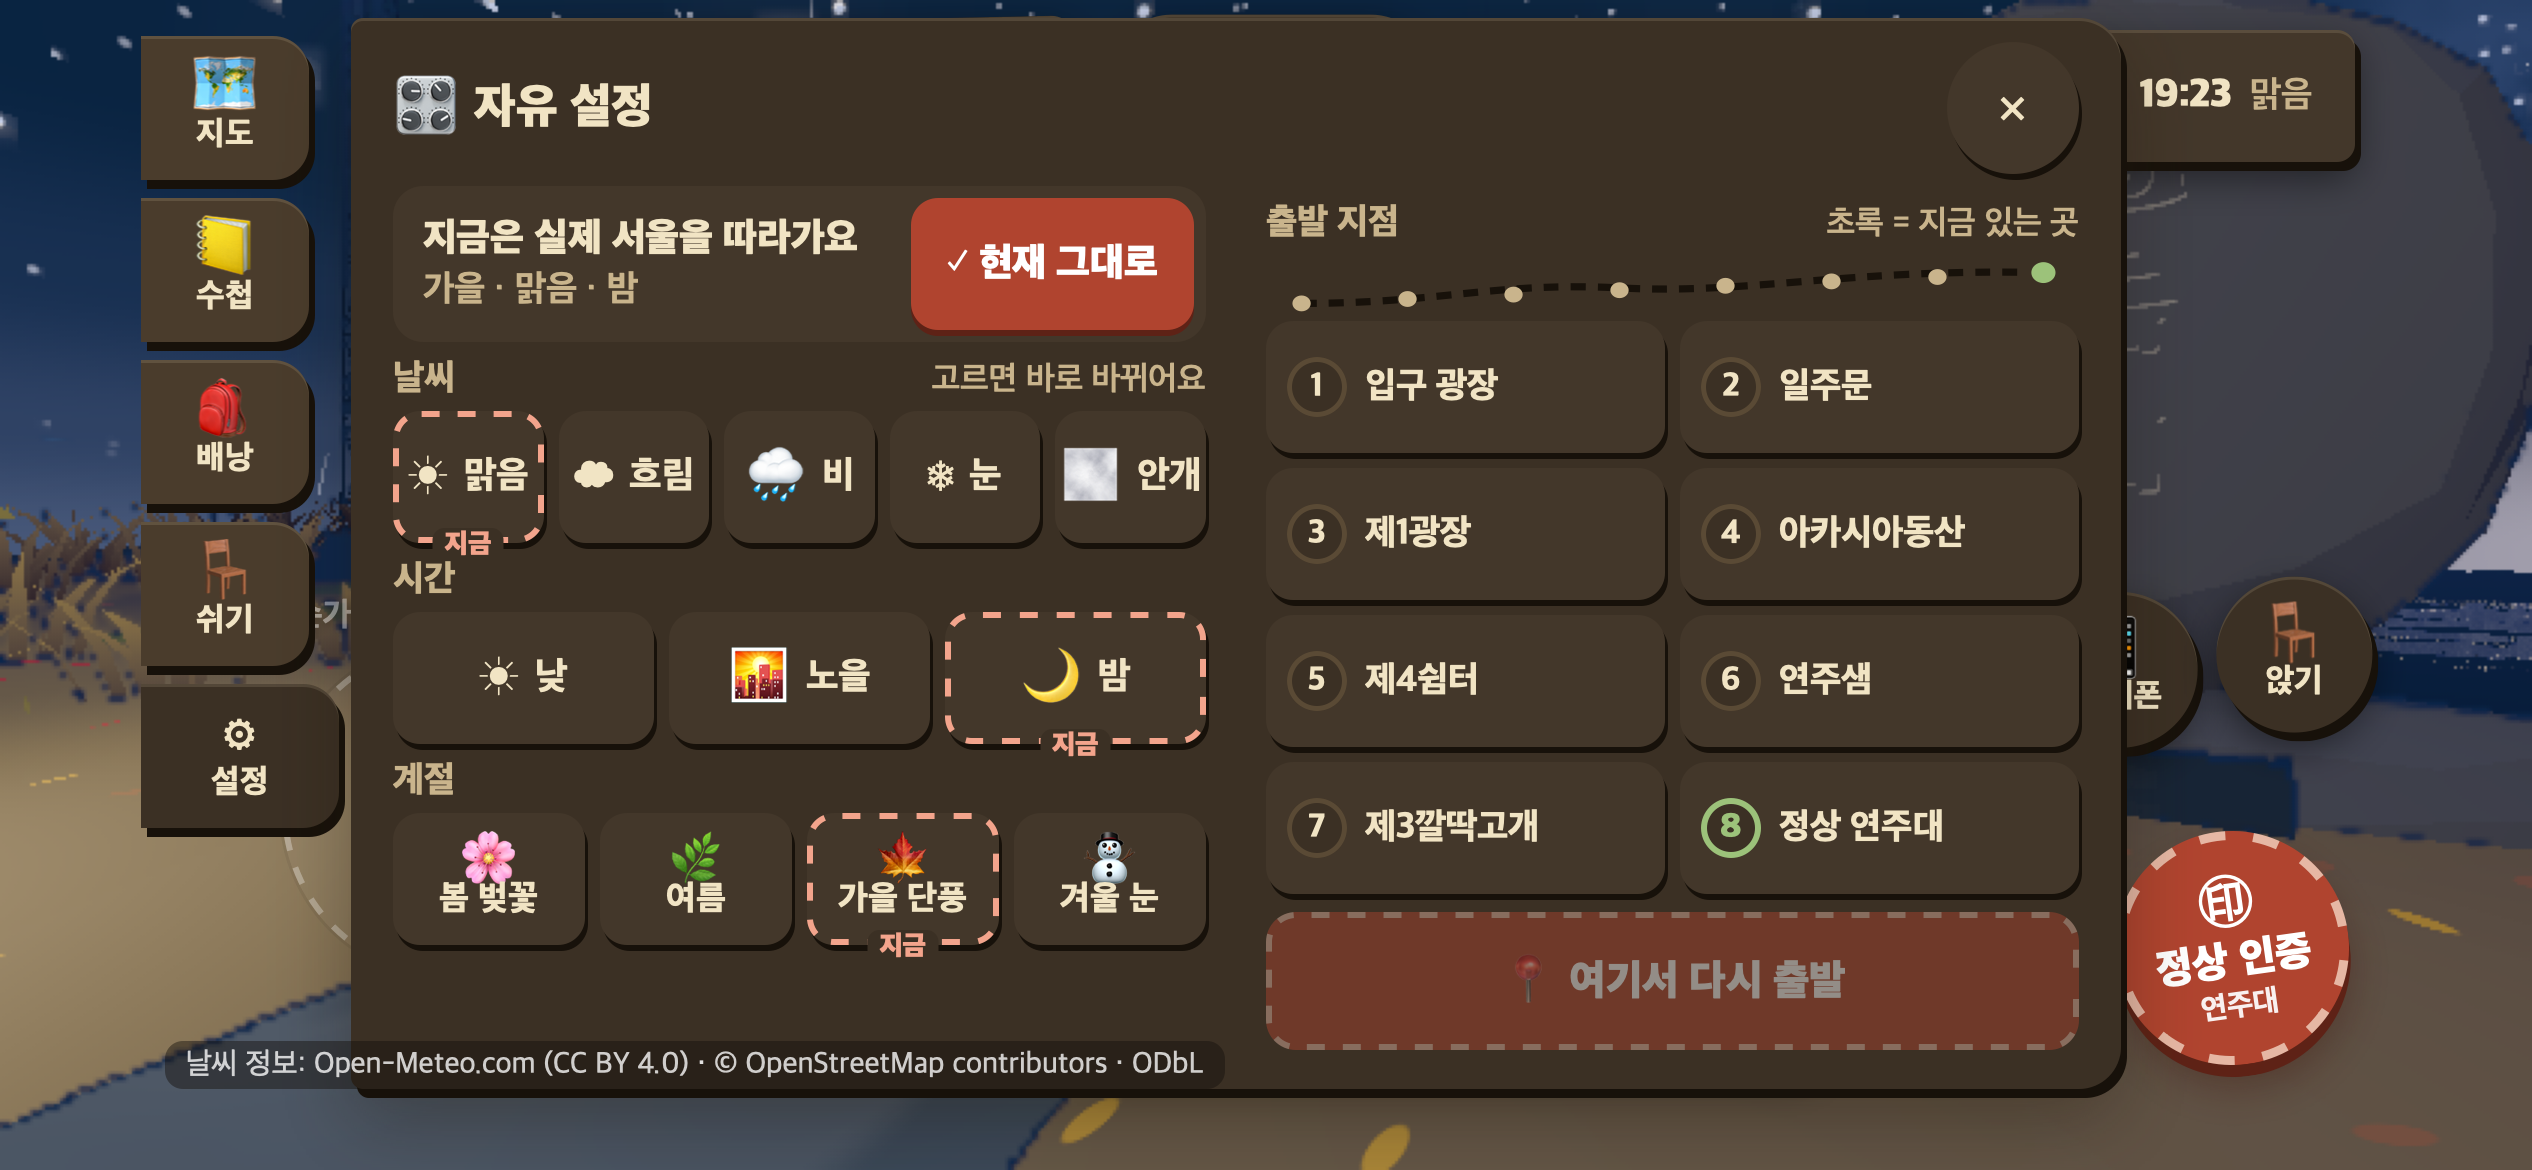 지도
수첩
배낭
쉬기
설정
자유 설정
×
19:23 맑음
지금은 실제 서울을 따라가요
가을 · 맑음 · 밤
✓ 현재 그대로
날씨
고르면 바로 바뀌어요
맑음
지금
흐림
비
눈
안개
시간
낮
노을
밤
지금
계절
봄 벚꽃
여름
가을 단풍
지금
겨울 눈
출발 지점
초록 = 지금 있는 곳
1 입구 광장
2 일주문
3 제1광장
4 아카시아동산
5 제4쉼터
6 연주샘
7 제3깔딱고개
8 정상 연주대
여기서 다시 출발
앉기
印
정상 인증
연주대
날씨 정보: Open-Meteo.com (CC BY 4.0) · © OpenStreetMap contributors · ODbL